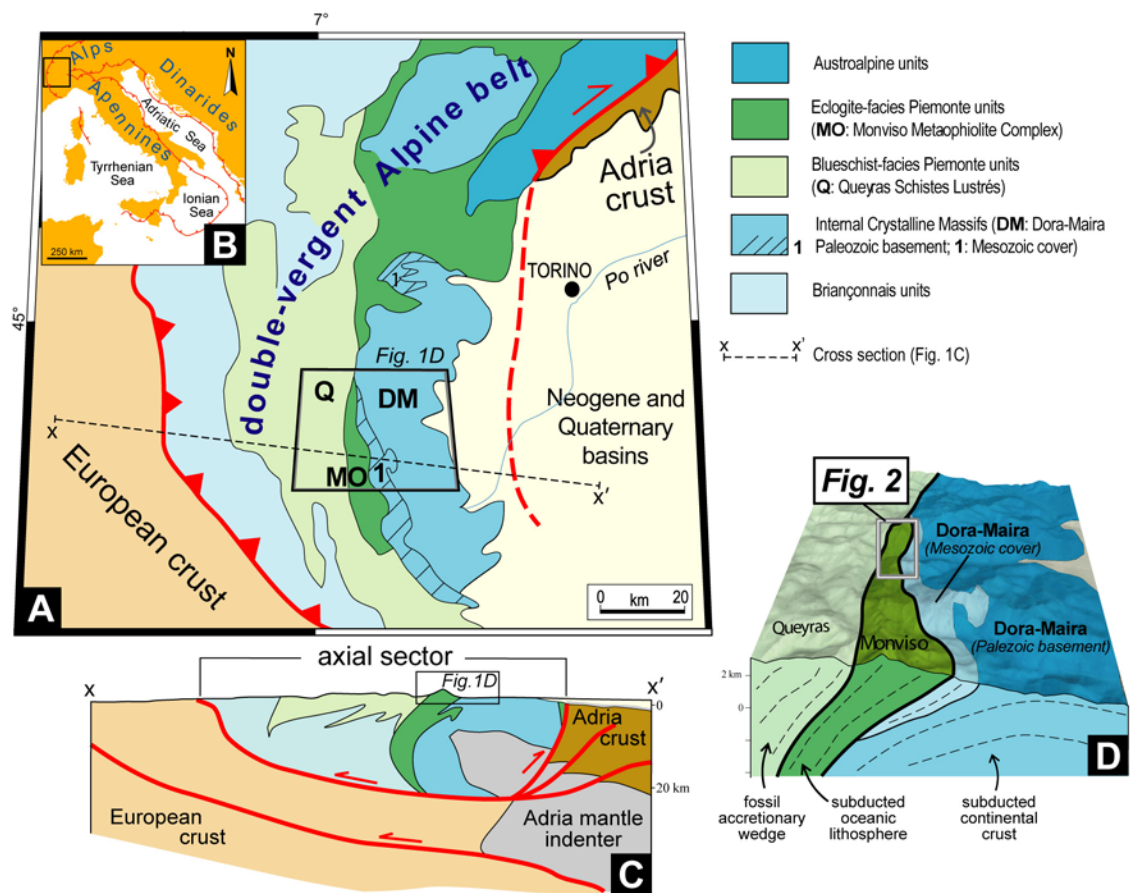 7°
45°
Alps
Dinarides
Apennines
Adriatic Sea
Tyrrhenian
Sea
Ionian
Sea
N
250 km
B
double-vergent Alpine belt
Adria
crust
TORINO
Po river
1
Fig. 1D
Q
DM
MO
1
x
x'
Neogene and
Quaternary
basins
European crust
0 km 20
A
Austroalpine units
Eclogite-facies Piemonte units
(MO: Monviso Metaophiolite Complex)
Blueschist-facies Piemonte units
(Q: Queyras Schistes Lustrés)
1
Internal Crystalline Massifs (DM: Dora-Maira
Paleozoic basement; 1: Mesozoic cover)
Briançonnais units
x x'
Cross section (Fig. 1C)
axial sector
x
Fig.1D
x'
0
Adria
crust
20 km
European
crust
Adria mantle
indenter
C
Fig. 2
Dora-Maira
(Mesozoic cover)
Queyras
Monviso
Dora-Maira
(Palezoic basement)
2 km
0
D
fossil
accretionary
wedge
subducted
oceanic
lithosphere
subducted
continental
crust